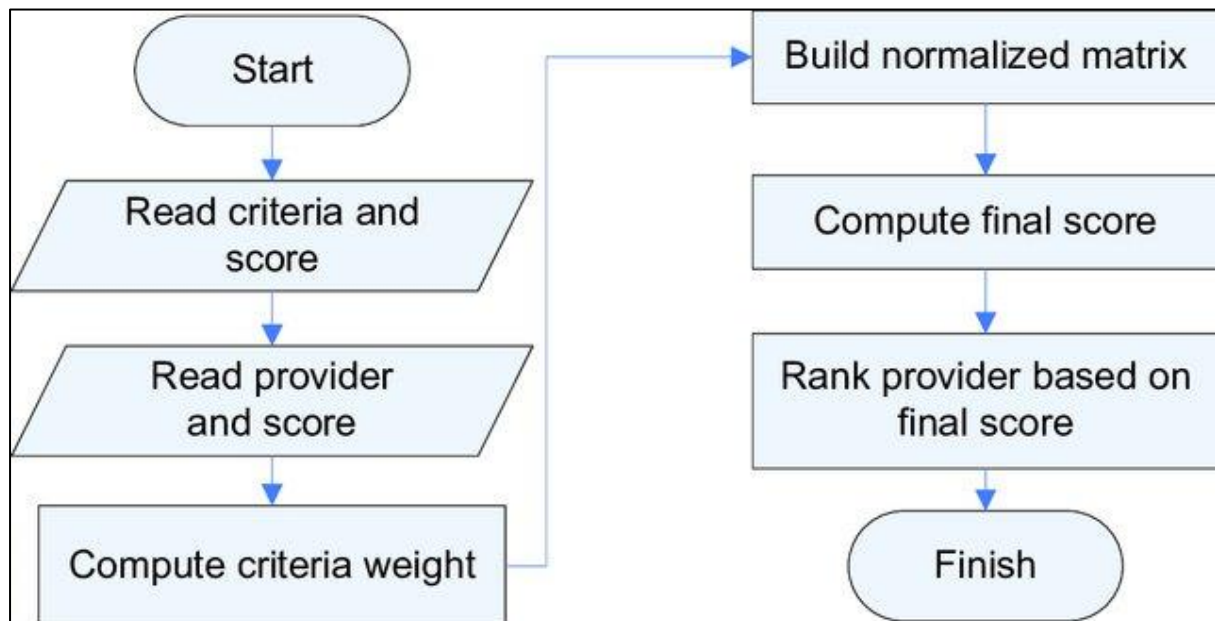 Start
Read criteria and
score
Read provider
and score
Compute criteria weight
Build normalized matrix
Compute final score
Rank provider based on
final score
Finish